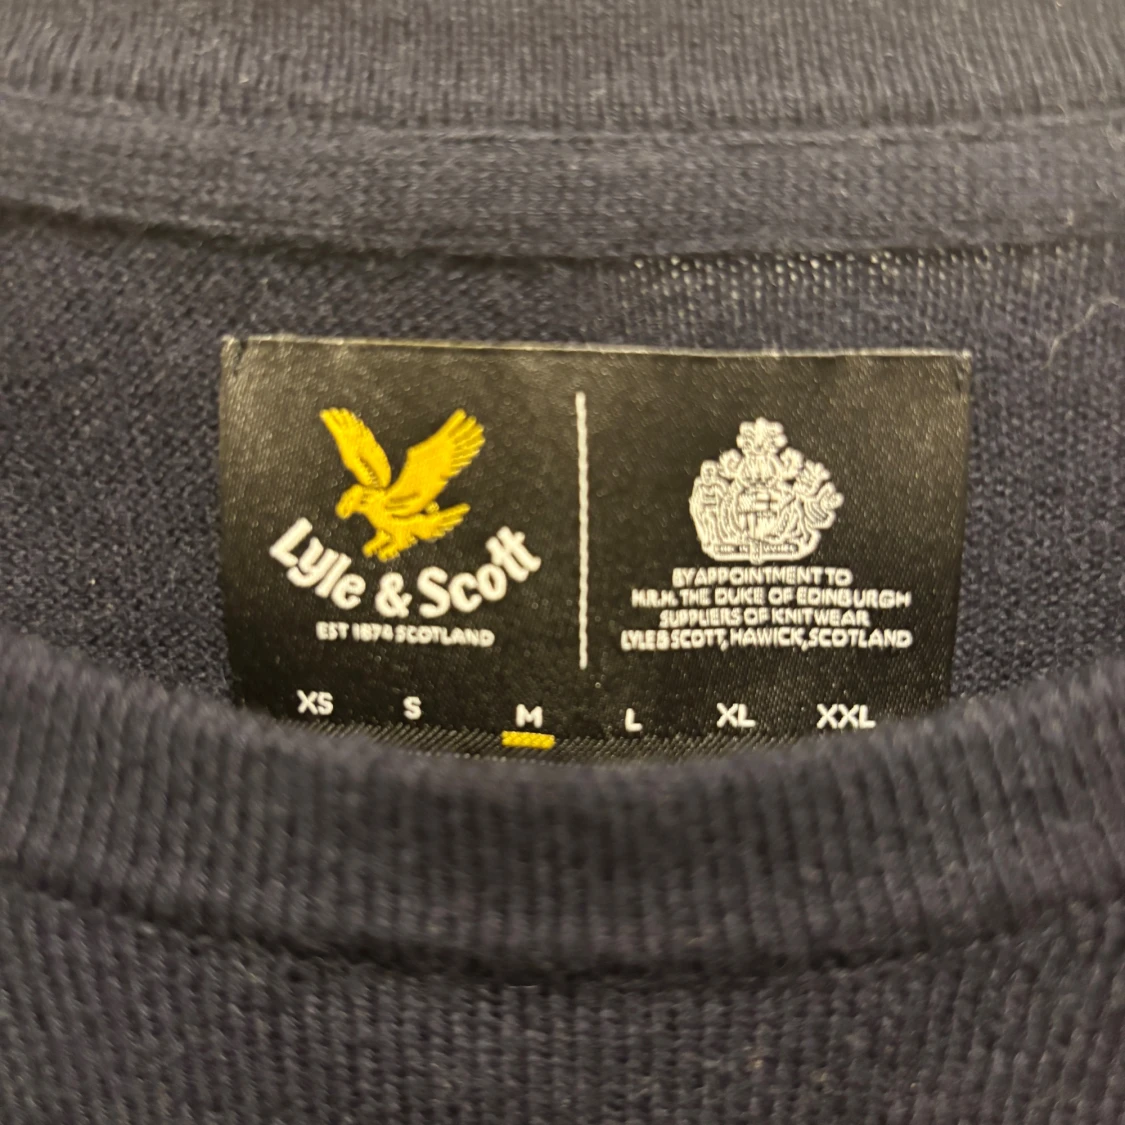 Lyle & Scott
EST 1874 SCOTLAND
BY APPOINTMENT TO
H.R.H. THE DUKE OF EDINBURGH
SUPPLIERS OF KNITWEAR
LYLE & SCOTT, HAWICK, SCOTLAND
XS S M L XL XXL